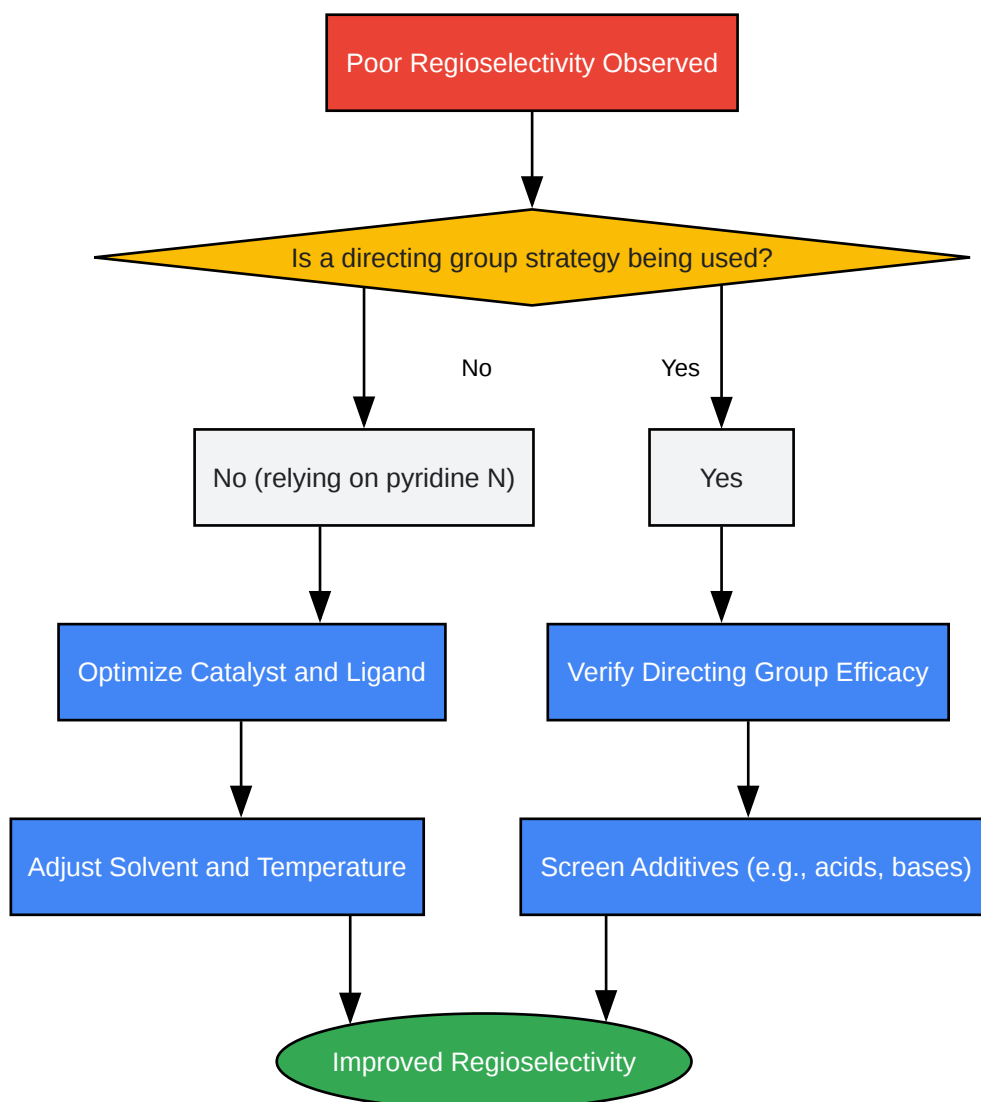 Poor Regioselectivity Observed
Is a directing group strategy being used?
No
Yes
No (relying on pyridine N)
Yes
Optimize Catalyst and Ligand
Verify Directing Group Efficacy
Adjust Solvent and Temperature
Screen Additives (e.g., acids, bases)
Improved Regioselectivity